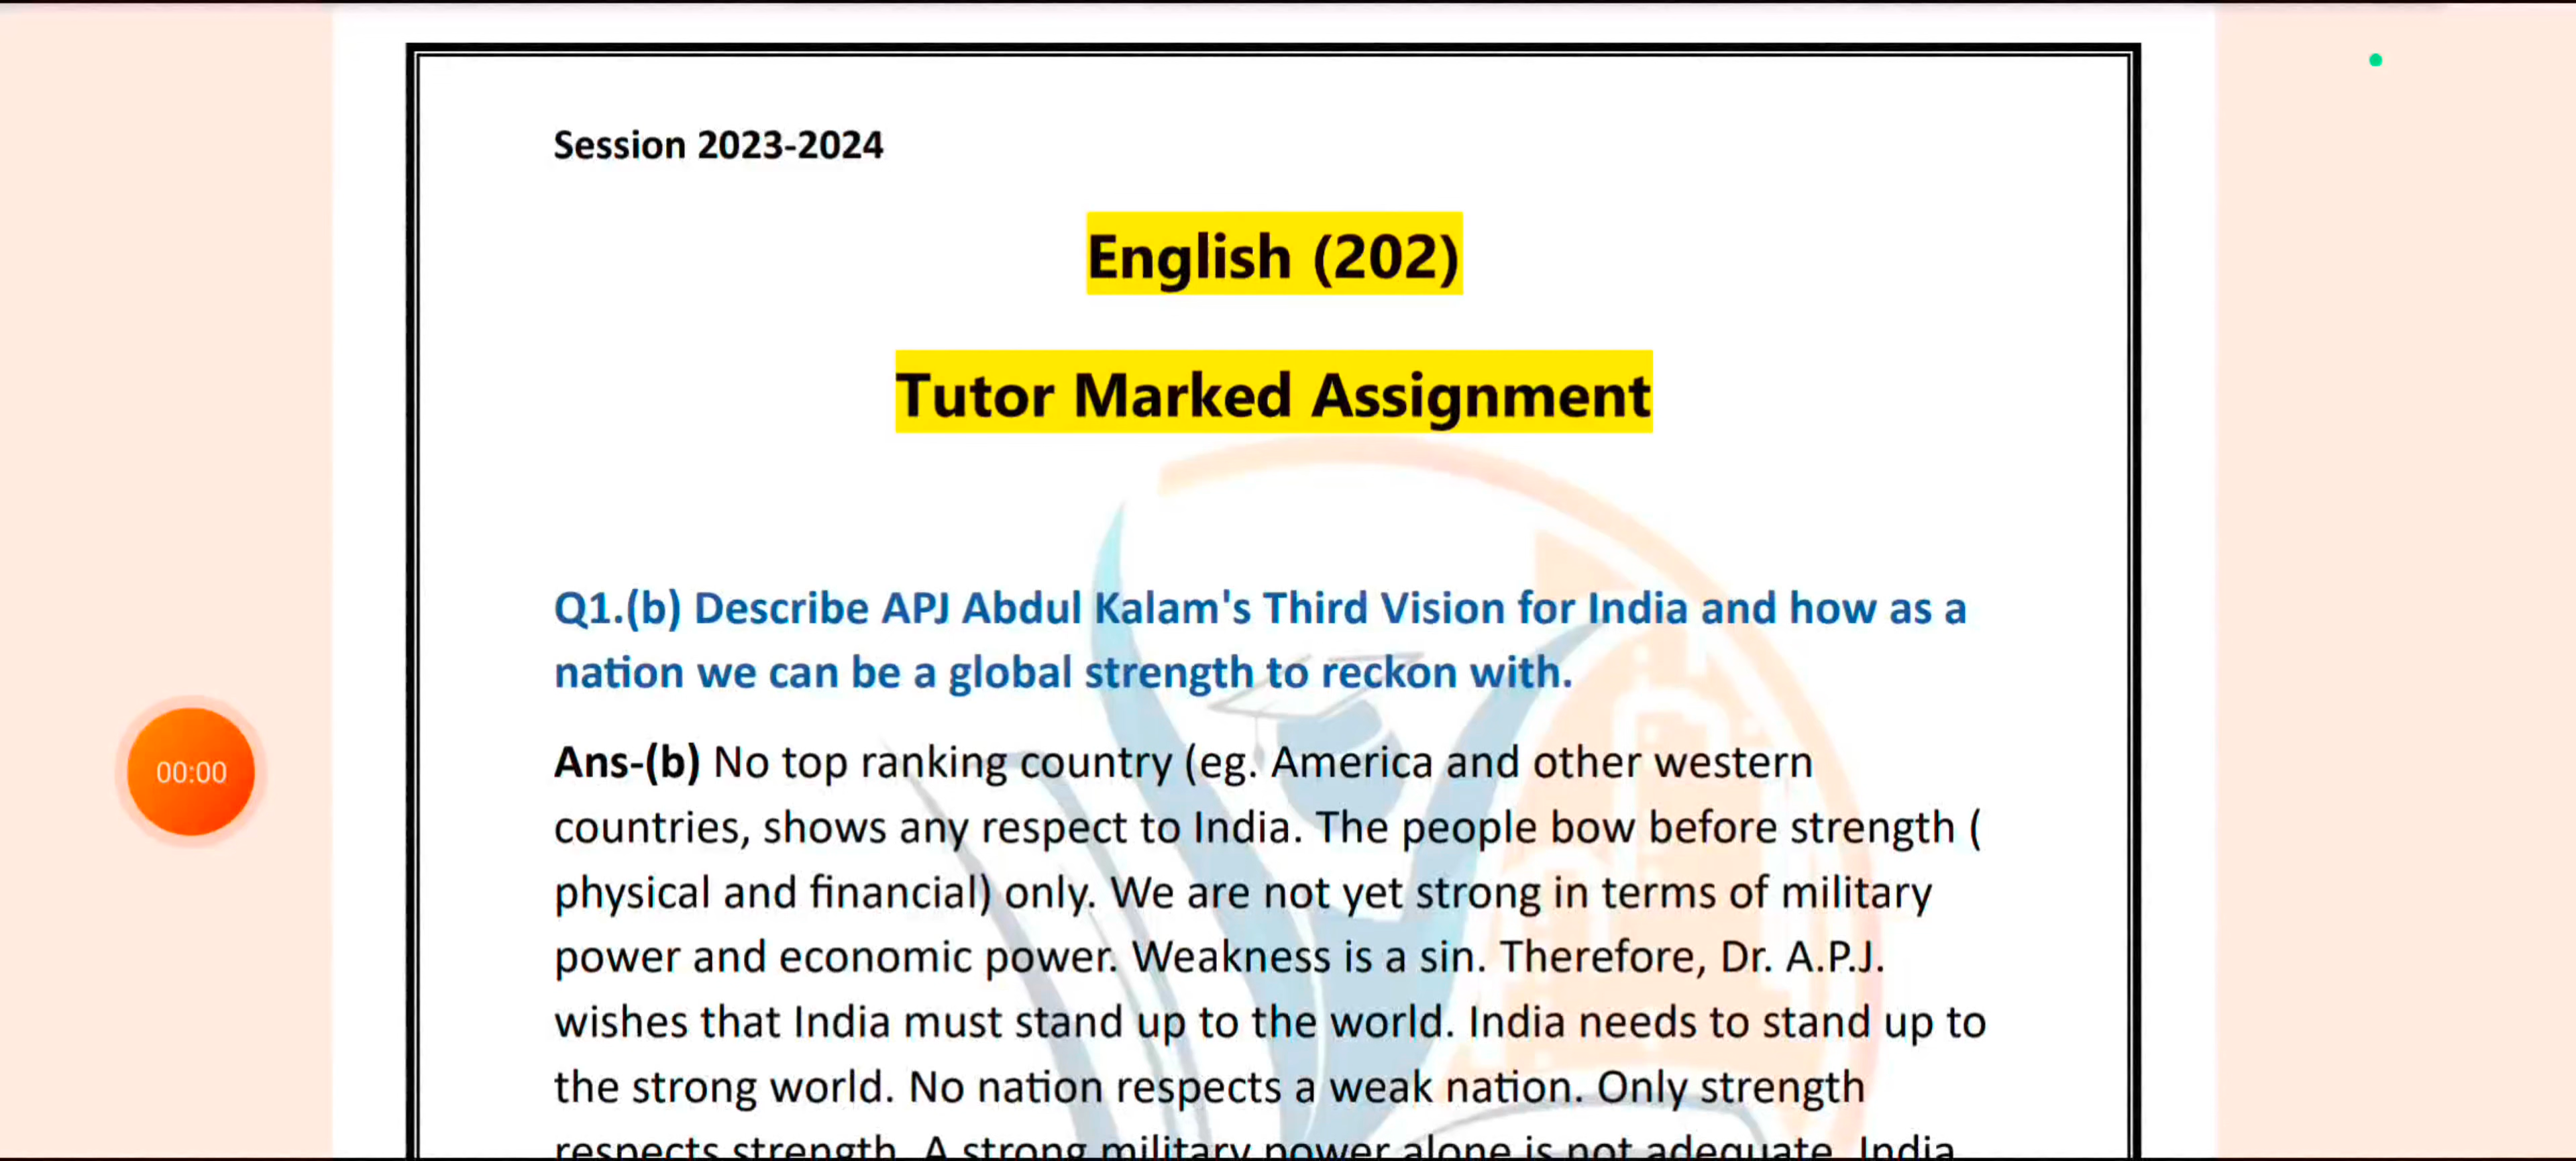 Session 2023-2024
English (202)
Tutor Marked Assignment
Q1.(b) Describe APJ Abdul Kalam's Third Vision for India and how as a
nation we can be a global strength to reckon with.
Ans-(b) No top ranking country (eg. America and other western
countries, shows any respect to India. The people bow before strength (
physical and financial) only. We are not yet strong in terms of military
power and economic power. Weakness is a sin. Therefore, Dr. A.P.J.
00:00
wishes that India must stand up to the world. India needs to stand up to
the strong world. No nation respects a weak nation. Only strength
respects strength. A strong military power alone is not adequate. India